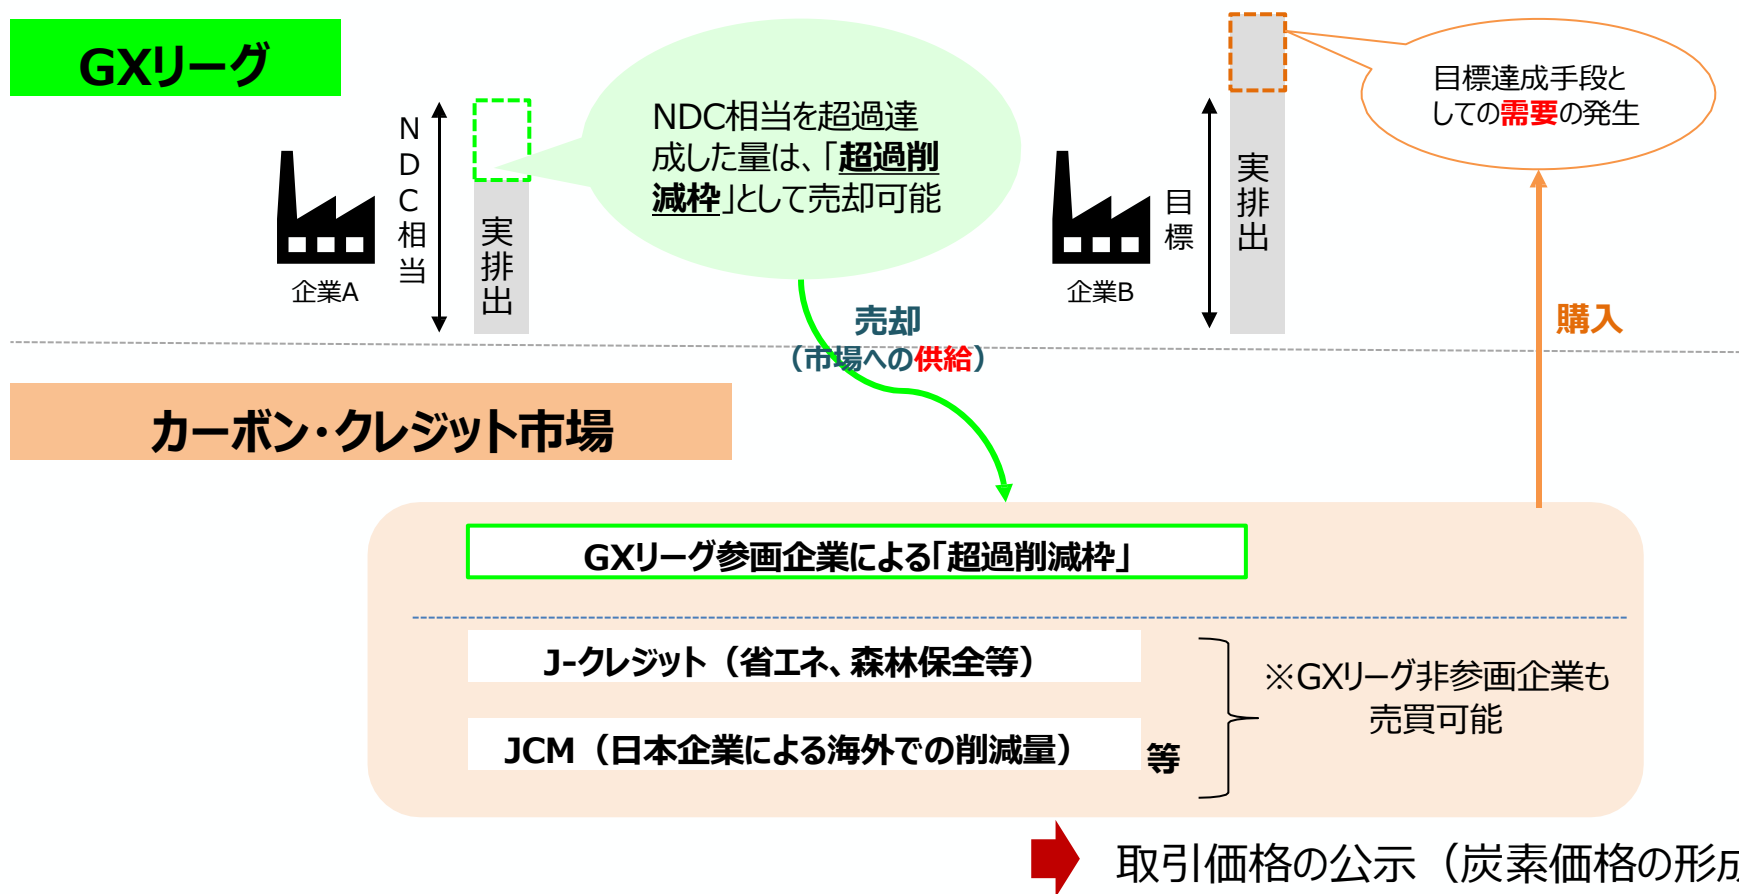 GXリーグ
NDC相当
実排出
企業A
NDC相当を超過達
成した量は、「超過削
減枠」として売却可能
目標
実排出
企業B
目標達成手段と
しての需要の発生
売却
（市場への供給）
購入
カーボン・クレジット市場
GXリーグ参画企業による「超過削減枠」
J-クレジット（省エネ、森林保全等）
JCM（日本企業による海外での削減量）
等
※GXリーグ非参画企業も
売買可能
取引価格の公示（炭素価格の形成